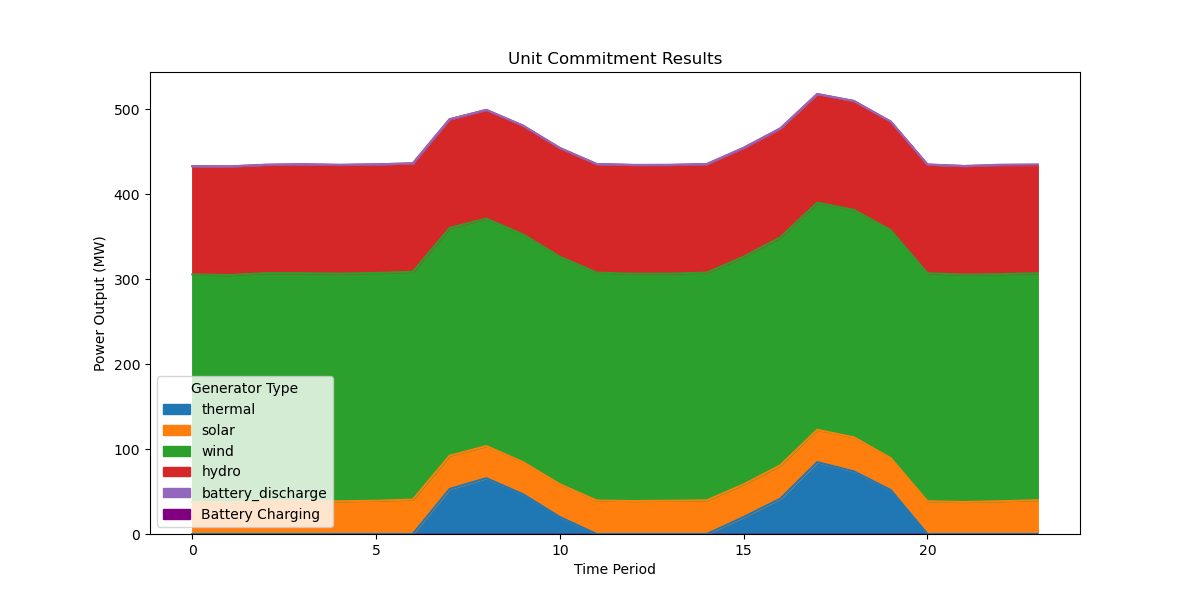 Unit Commitment Results
Power Output (MW)
500
400
300
200
100
0
Generator Type
thermal
solar
wind
hydro
battery_discharge
Battery Charging
0 5 10 15 20
Time Period